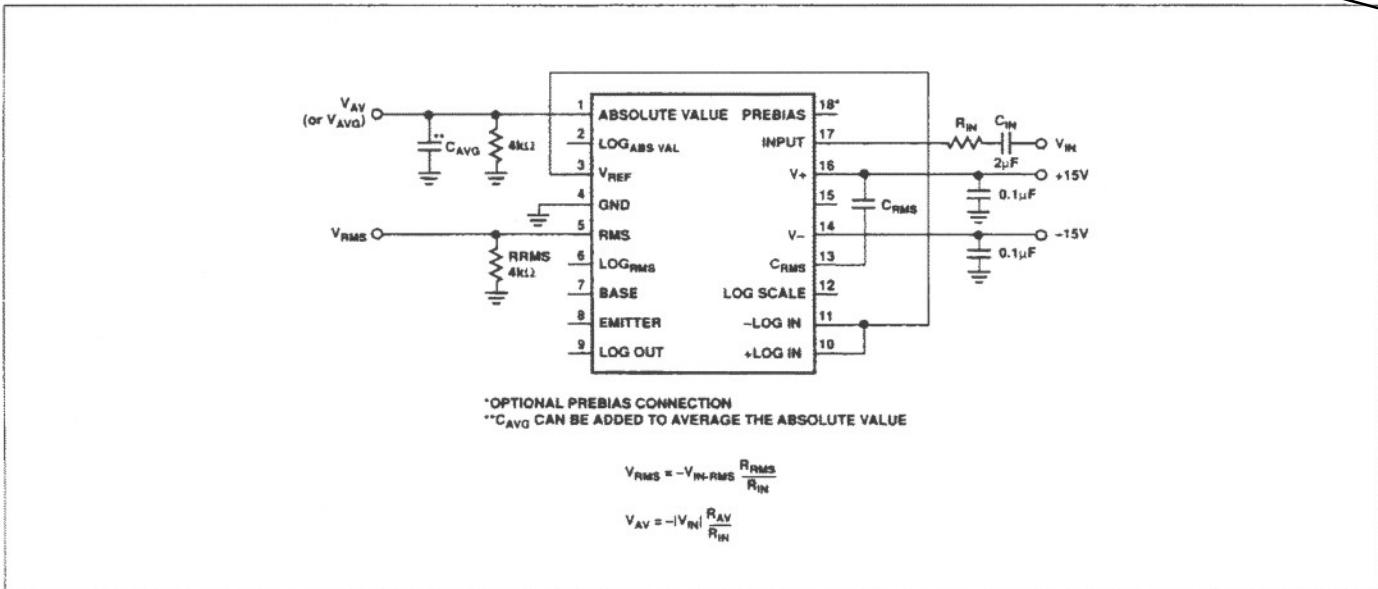 V_AV
(or V_AVG)
**
C_AVG
4kΩ
V_RMS
RRMS
4kΩ
1 ABSOLUTE VALUE
2 LOG_ABS VAL
3 V_REF
4 GND
5 RMS
6 LOG_RMS
7 BASE
8 EMITTER
9 LOG OUT
PREBIAS 18*
INPUT 17
V+ 16
15
V− 14
C_RMS 13
LOG SCALE 12
−LOG IN 11
+LOG IN 10
C_RMS
R_IN
C_IN
2μF
V_IN
+15V
0.1μF
−15V
0.1μF
*OPTIONAL PREBIAS CONNECTION
**C_AVG CAN BE ADDED TO AVERAGE THE ABSOLUTE VALUE
V_RMS = −V_IN-RMS R_RMS/R_IN
V_AV = −|V_IN| R_AV/R_IN